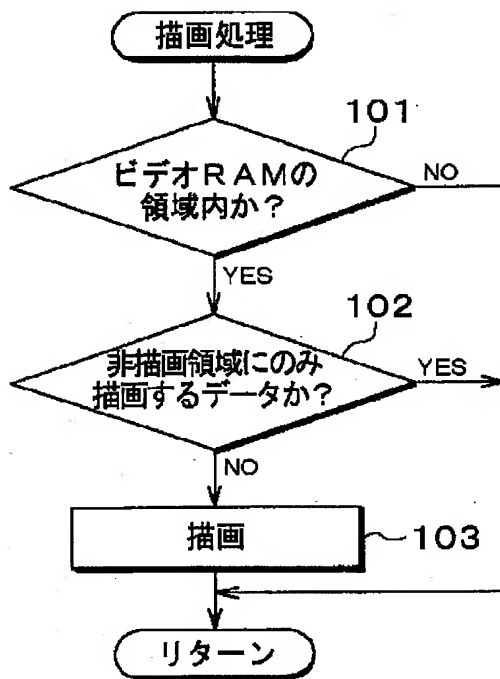 描画処理
101
ビデオRAMの
領域内か？
NO
YES
102
非描画領域にのみ
描画するデータか？
YES
NO
描画
103
リターン